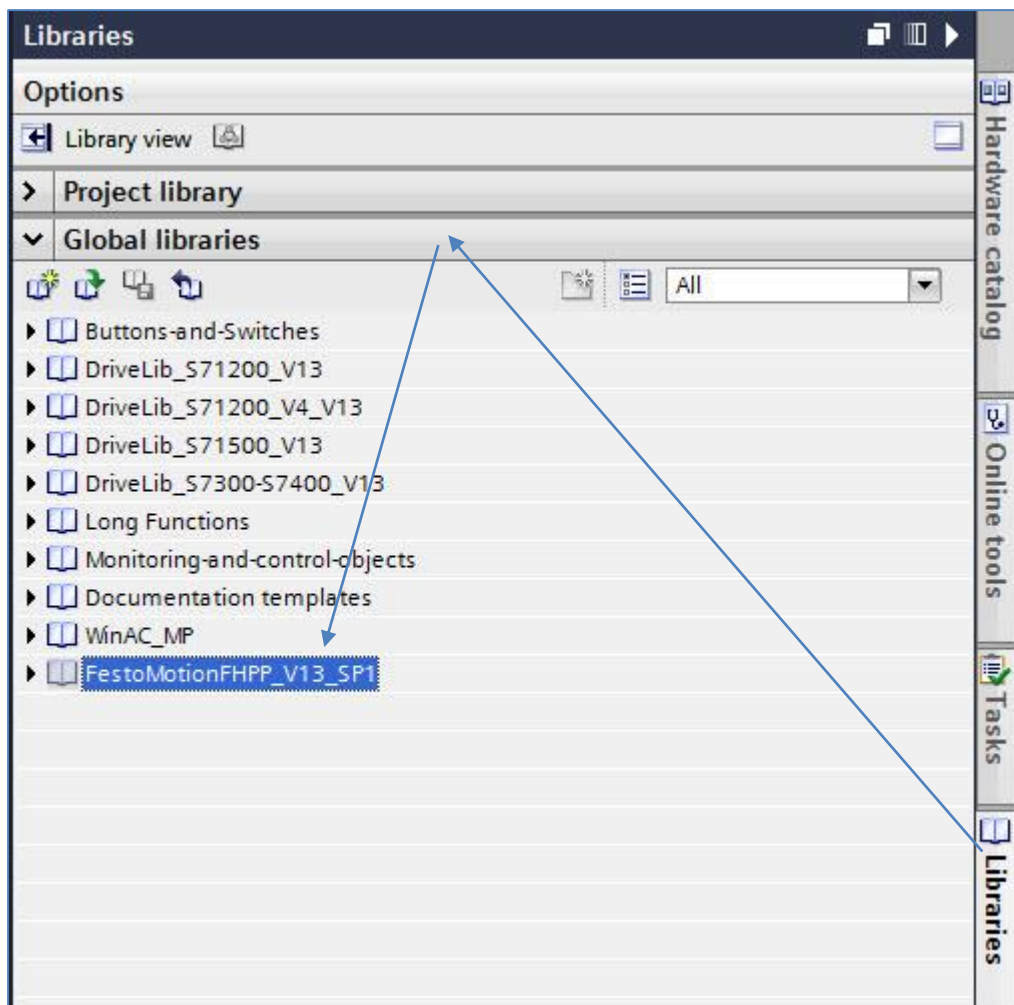 Libraries
Options
Library view
Project library
Global libraries
All
Buttons-and-Switches
DriveLib_S71200_V13
DriveLib_S71200_V4_V13
DriveLib_S71500_V13
DriveLib_S7300-S7400_V13
Long Functions
Monitoring-and-control-objects
Documentation templates
WinAC_MP
FestoMotionFHPP_V13_SP1
Hardware catalog
Online tools
Tasks
Libraries